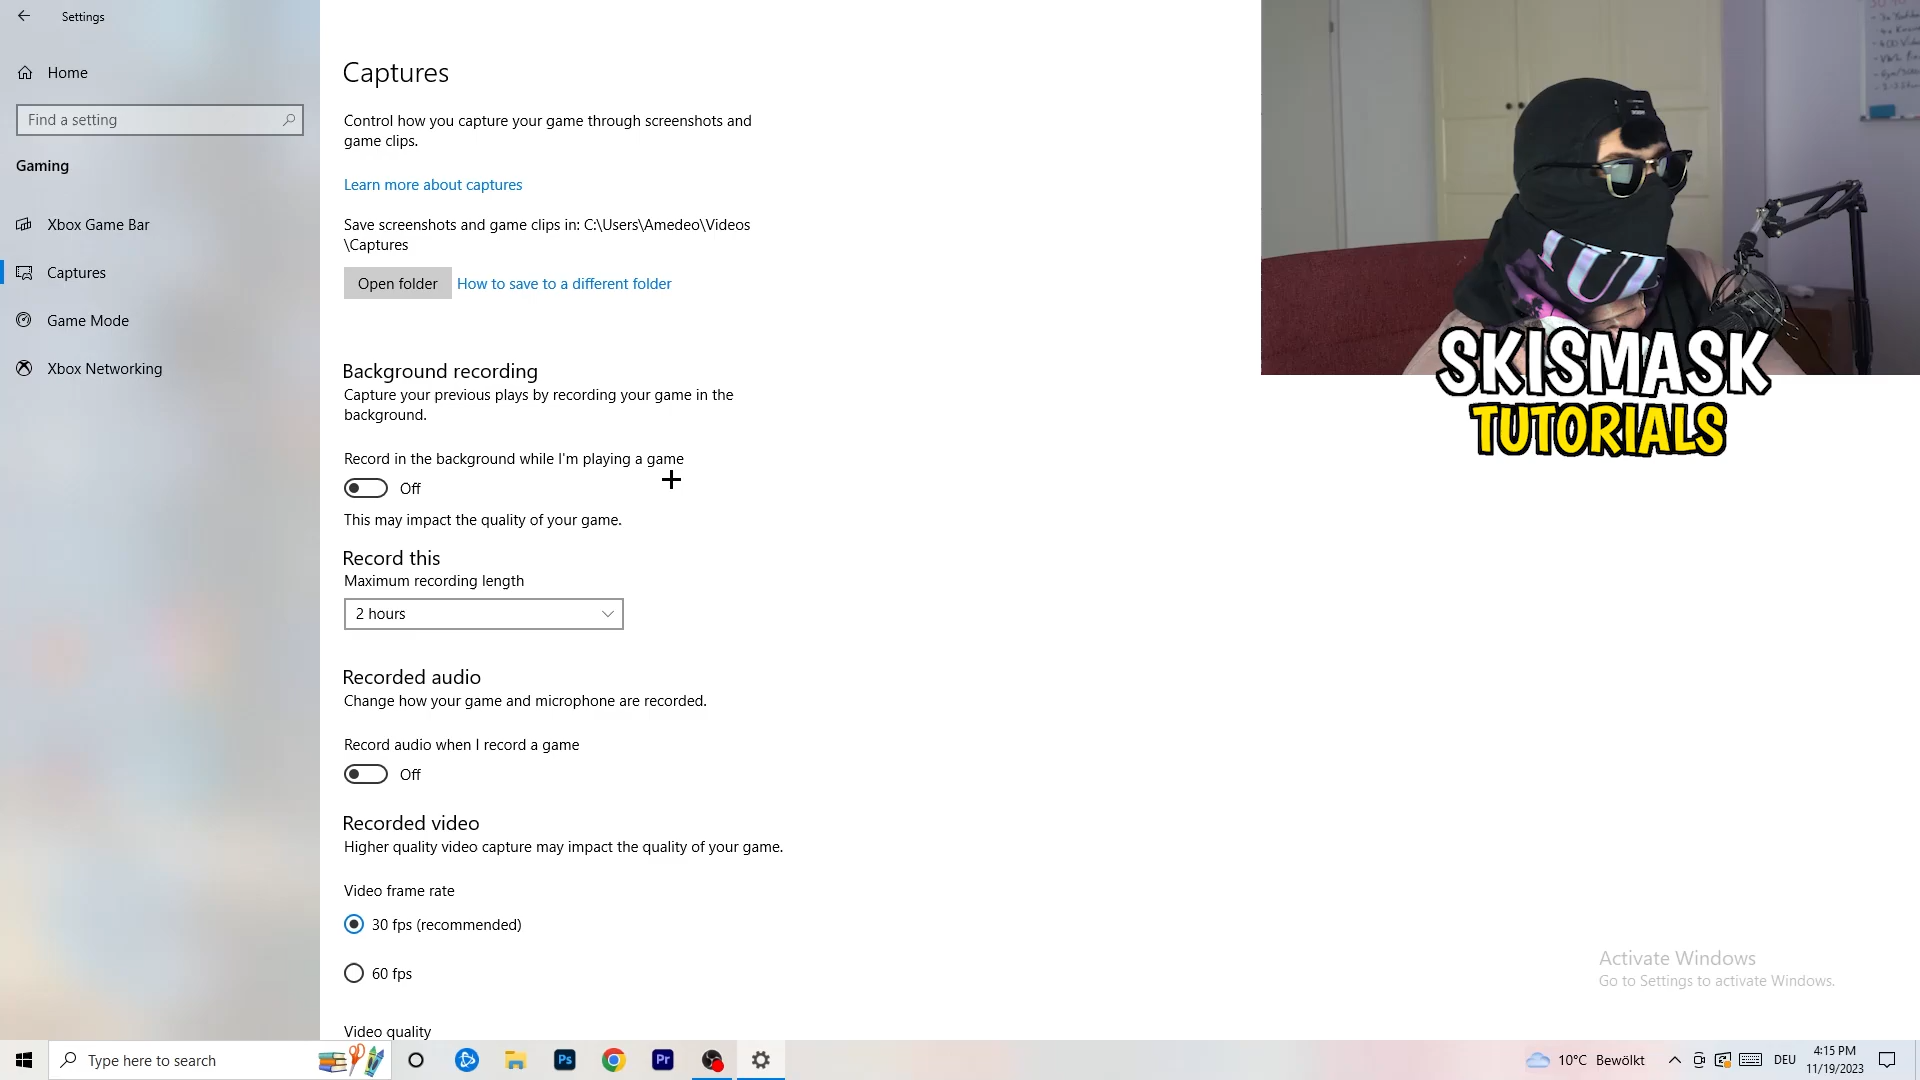 Settings
Home
Find a setting
Gaming
Xbox Game Bar
Captures
Game Mode
Xbox Networking
Captures
Control how you capture your game through screenshots and
game clips.
Learn more about captures
Save screenshots and game clips in: C:\Users\Amedeo\Videos
\Captures
Open folder
How to save to a different folder
Background recording
Capture your previous plays by recording your game in the
background.
Record in the background while I'm playing a game
Off
This may impact the quality of your game.
Record this
Maximum recording length
2 hours
Recorded audio
Change how your game and microphone are recorded.
Record audio when I record a game
Off
Recorded video
Higher quality video capture may impact the quality of your game.
Video frame rate
30 fps (recommended)
60 fps
Video quality
SKISMASK
TUTORIALS
Activate Windows
Go to Settings to activate Windows.
Type here to search
Ps
Pr
10°C Bewölkt
DEU
4:15 PM
11/19/2023